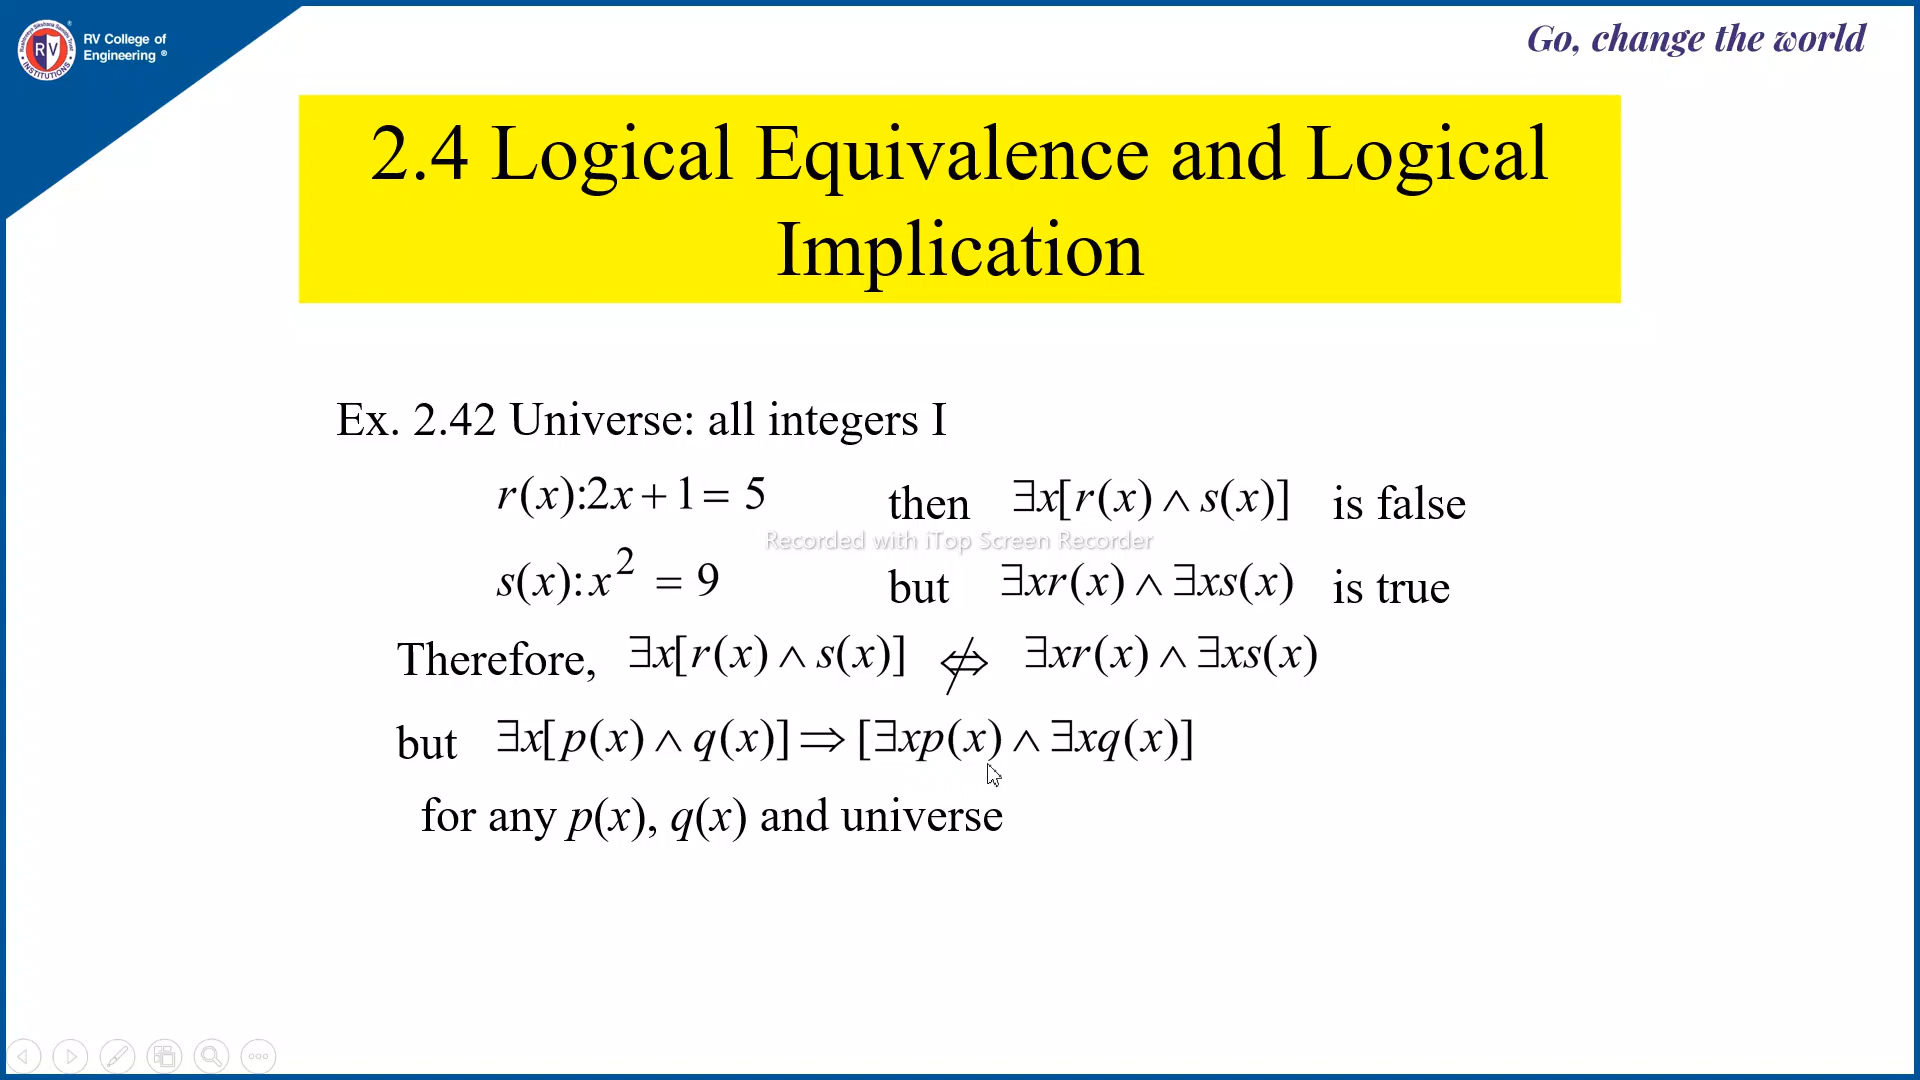 RV College of
Engineering ®
Go, change the world
2.4 Logical Equivalence and Logical
Implication
Ex. 2.42 Universe: all integers I
r(x):2x+1= 5 then ∃x[r(x) ∧ s(x)] is false
Recorded with iTop Screen Recorder
s(x): x² = 9 but ∃xr(x) ∧ ∃xs(x) is true
Therefore, ∃x[r(x) ∧ s(x)] ⇎ ∃xr(x) ∧ ∃xs(x)
but ∃x[p(x) ∧ q(x)] ⇒ [∃xp(x) ∧ ∃xq(x)]
for any p(x), q(x) and universe
RV
INSTITUTIONS